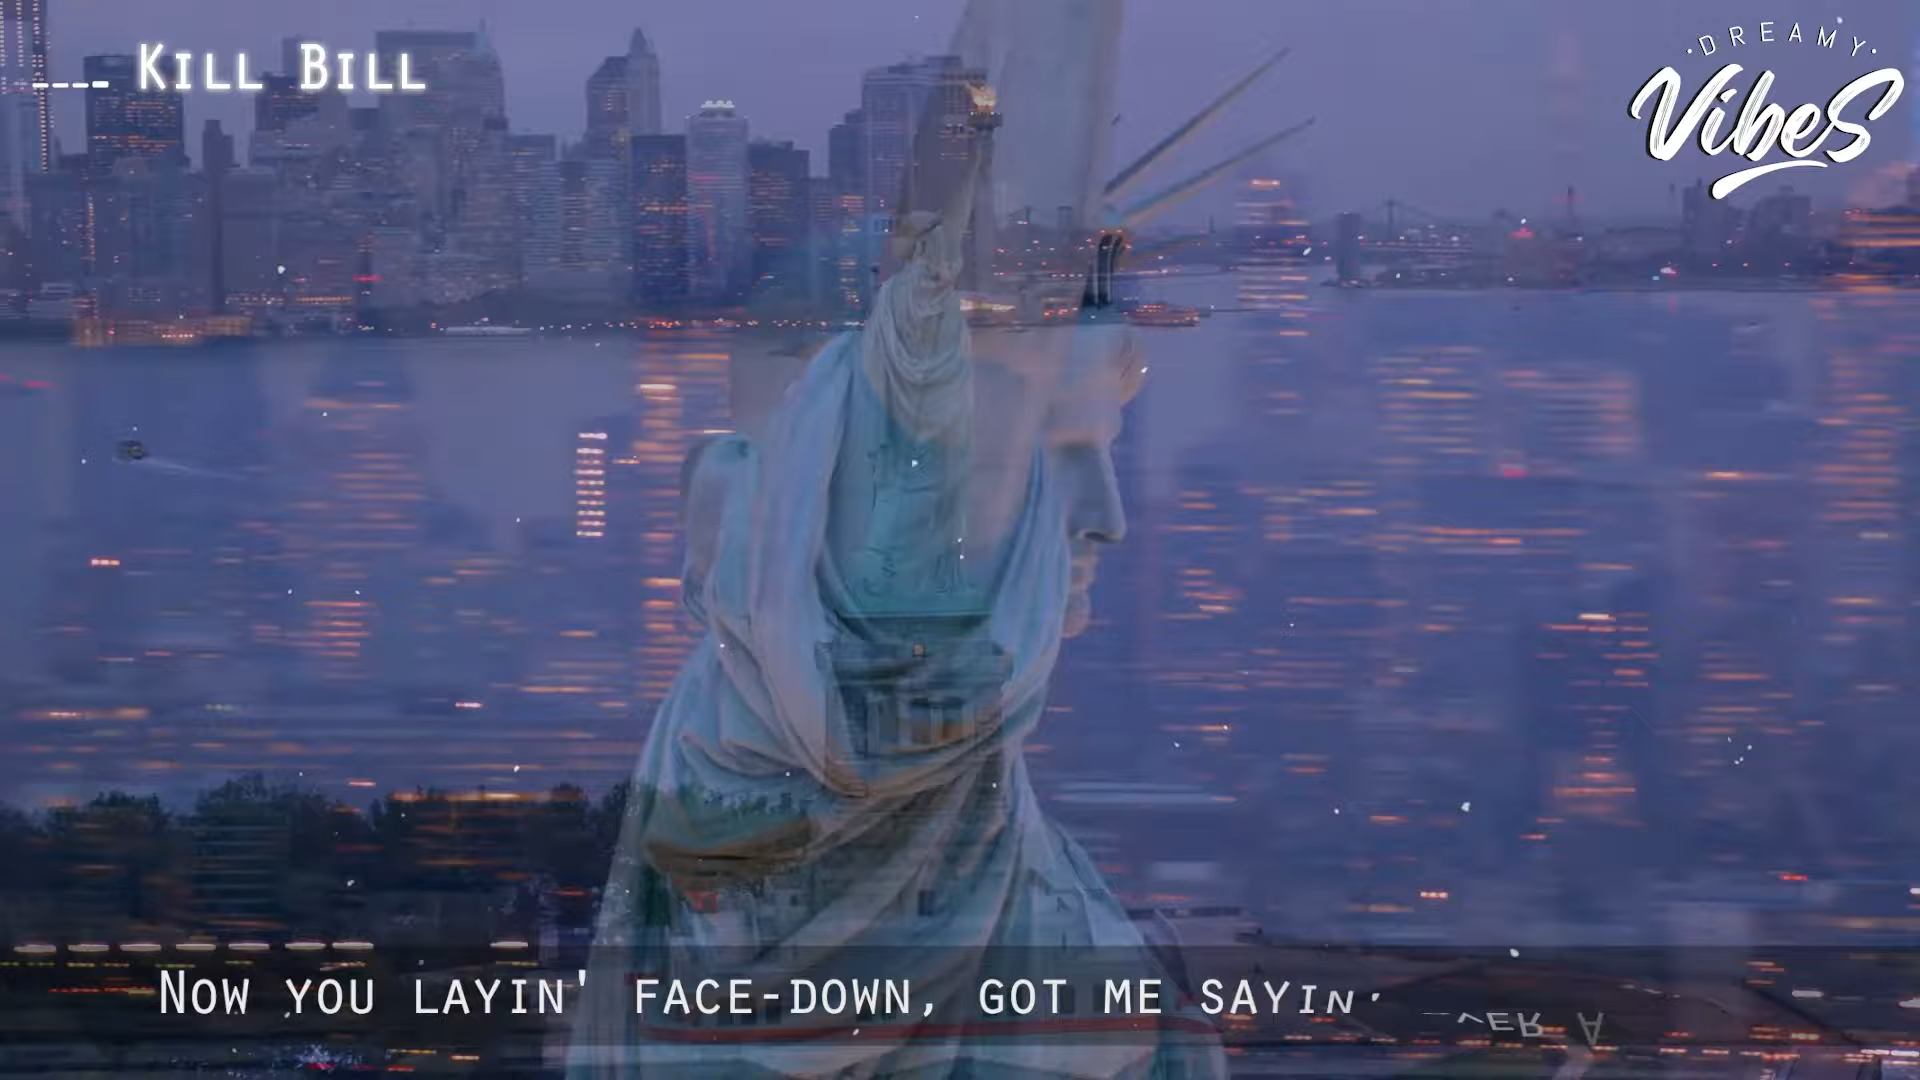 ---- Kill Bill
·DREAMY·
Vibes
Now you layin' face-down, got me sayin'